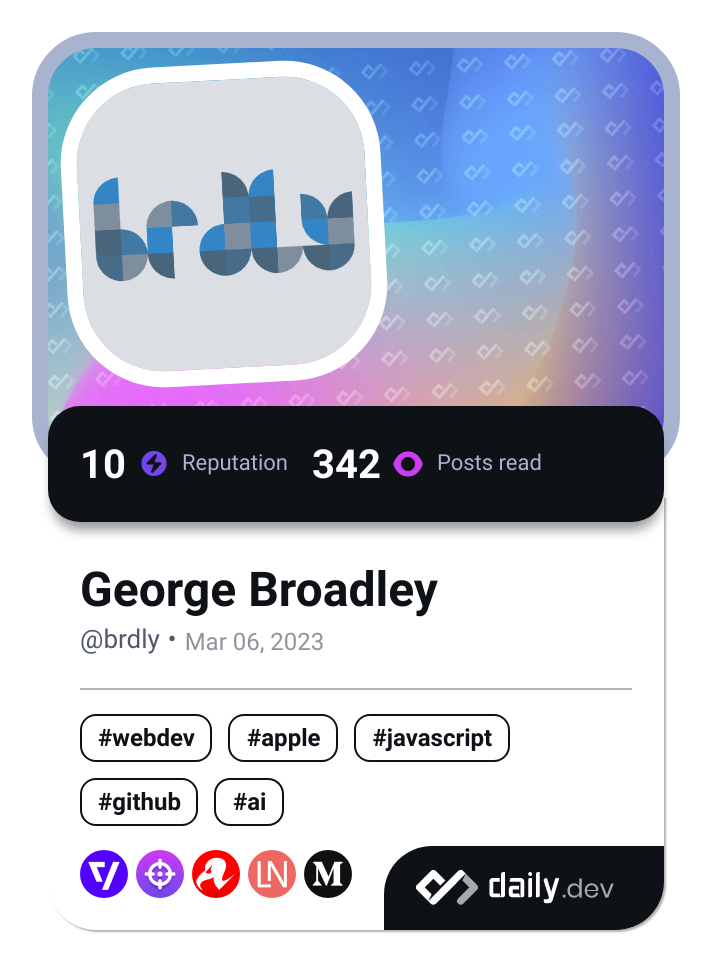 brdly
10 Reputation 342 Posts read
George Broadley
@brdly • Mar 06, 2023
#webdev #apple #javascript
#github #ai
LN M
daily.dev